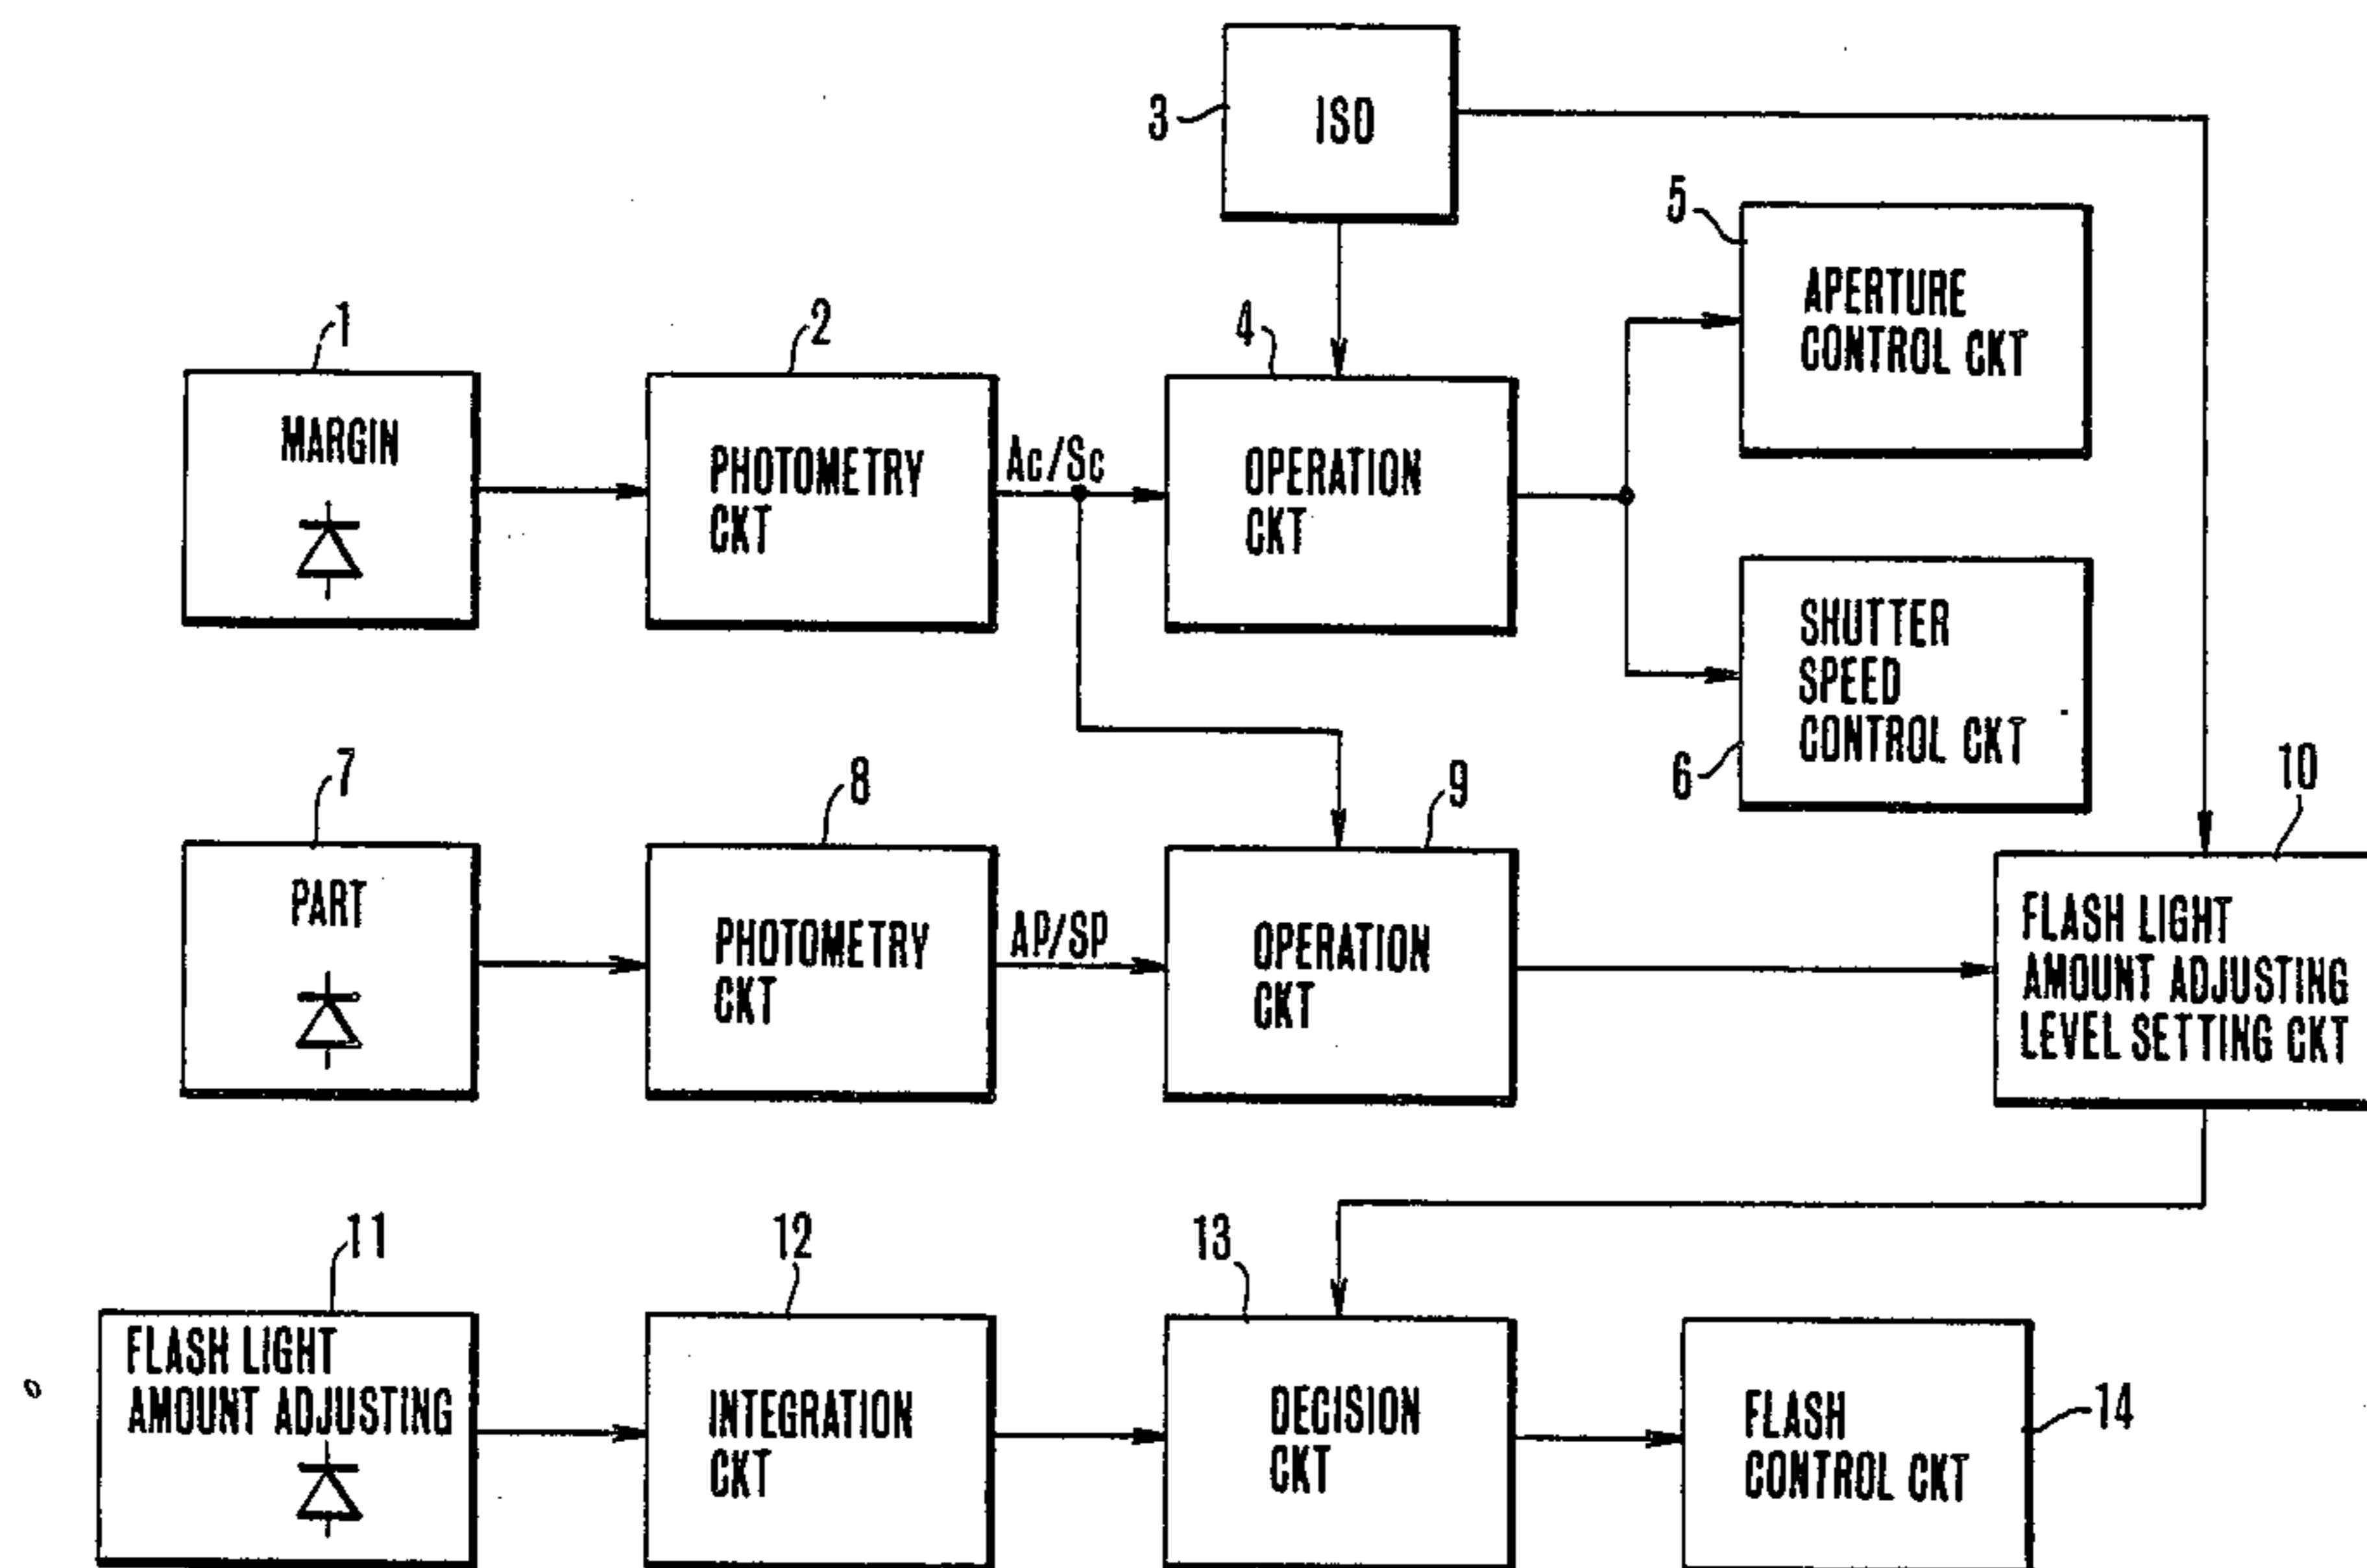 3
ISO
5
APERTURE
CONTROL CKT
1
MARGIN
2
PHOTOMETRY
CKT
Ac/Sc
4
OPERATION
CKT
6
SHUTTER
SPEED
CONTROL CKT
7
PART
8
PHOTOMETRY
CKT
AP/SP
9
OPERATION
CKT
10
FLASH LIGHT
AMOUNT ADJUSTING
LEVEL SETTING CKT
11
FLASH LIGHT
AMOUNT ADJUSTING
12
INTEGRATION
CKT
13
DECISION
CKT
14
FLASH
CONTROL CKT